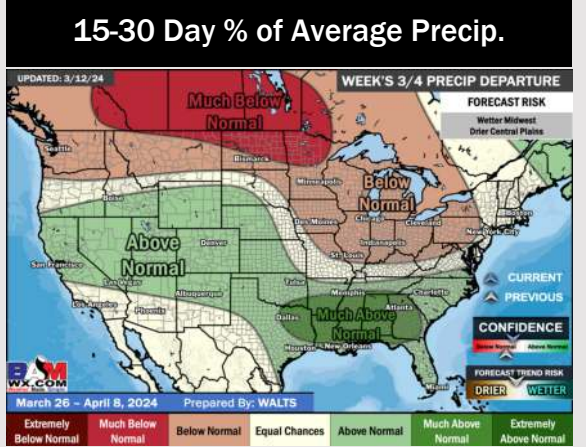 15-30 Day % of Average Precip.
UPDATED: 3/12/24
WEEK'S 3/4 PRECIP DEPARTURE
FORECAST RISK
Wetter Midwest
Drier Central Plains
Much Below
Normal
Seattle
Bismarck
Minneapolis
Below
Normal
Boise
Boston
Des Moines
Chicago
Cleveland
New York City
Indianapolis
Above
Normal
Denver
St. Louis
San Francisco
Las Vegas
CURRENT
PREVIOUS
Albuquerque
Tulsa
Memphis
Charlotte
Los Angeles
Phoenix
Atlanta
Dallas
Much Above
Normal
CONFIDENCE
Below Normal
Above Normal
Houston
New Orleans
FORECAST TREND RISK
DRIER
WETTER
Miami
BAM
WX.COM
March 26 – April 8, 2024
Prepared By: WALTS
Extremely
Below Normal
Much Below
Normal
Below Normal
Equal Chances
Above Normal
Much Above
Normal
Extremely
Above Normal